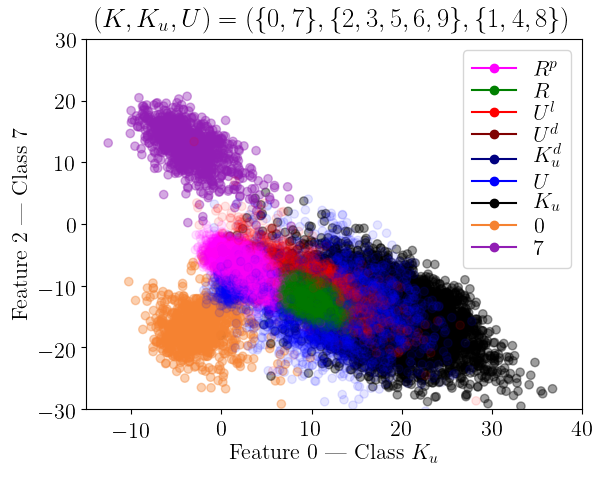 (K, K_u, U) = ({0, 7}, {2, 3, 5, 6, 9}, {1, 4, 8})
30
20
10
0
−10
−20
−30
Feature 2 — Class 7
R^p
R
U^l
U^d
K_u^d
U
K_u
0
7
−10 0 10 20 30 40
Feature 0 — Class K_u